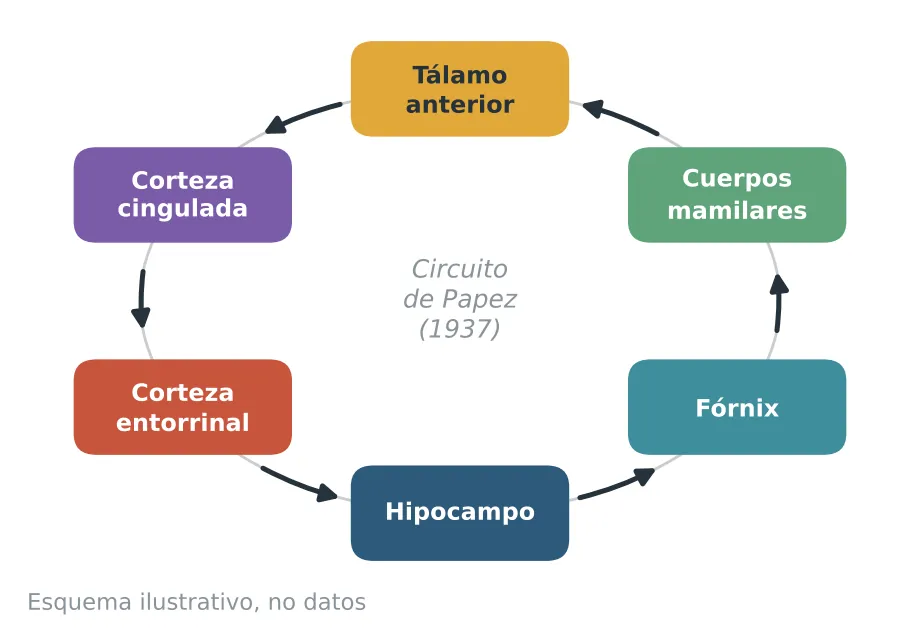 Tálamo
anterior
Corteza
cingulada
Cuerpos
mamilares
Circuito
de Papez
(1937)
Corteza
entorrinal
Fórnix
Hipocampo
Esquema ilustrativo, no datos